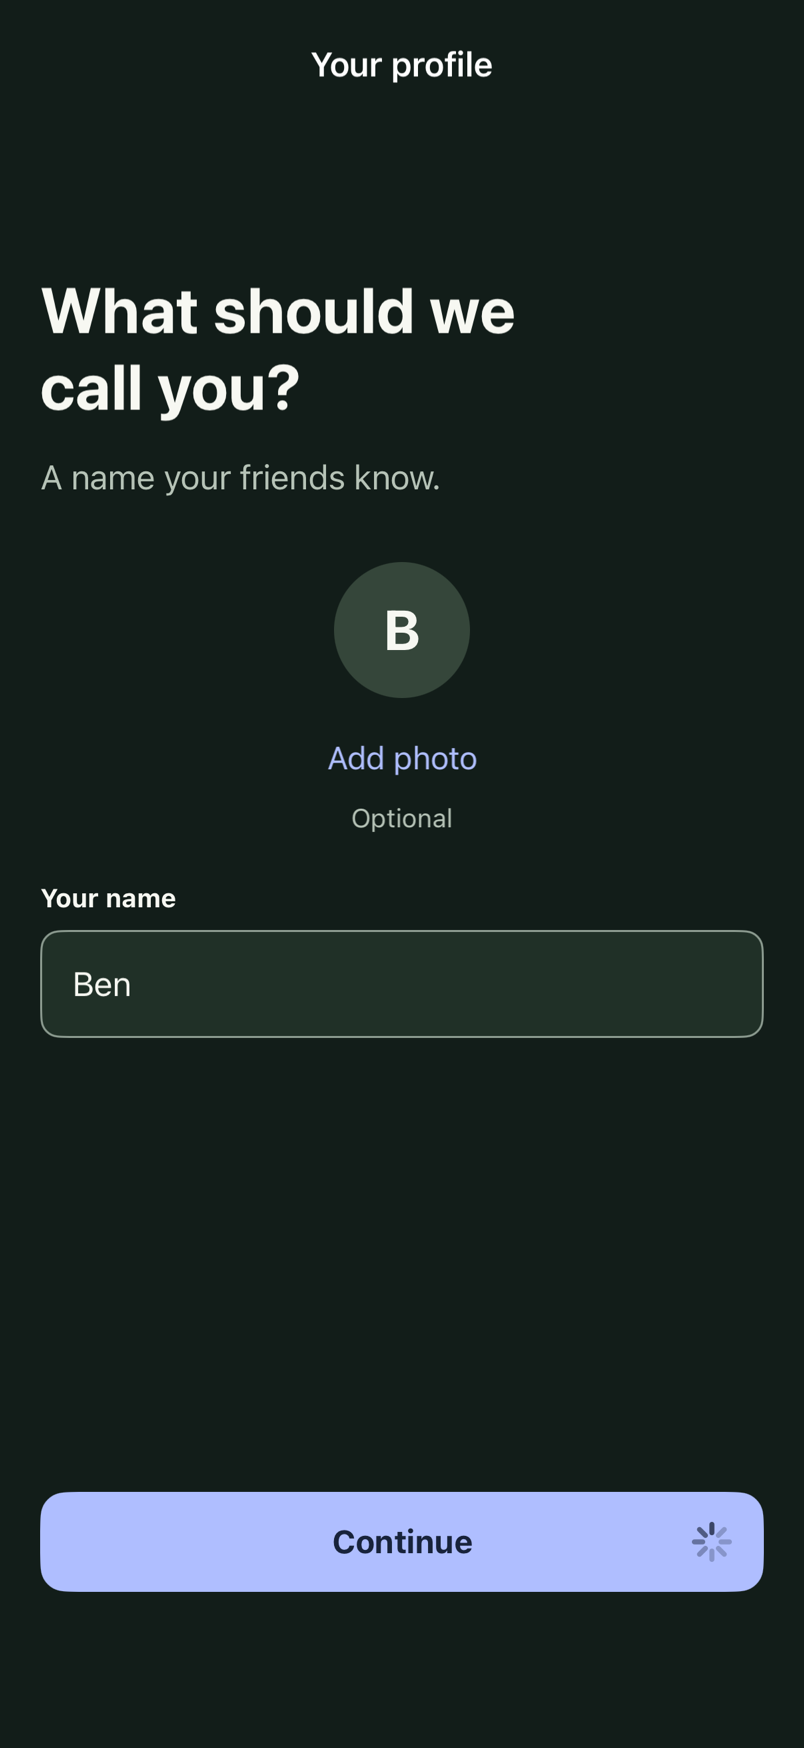 Your profile
What should we
call you?
A name your friends know.
B
Add photo
Optional
Your name
Ben
Continue